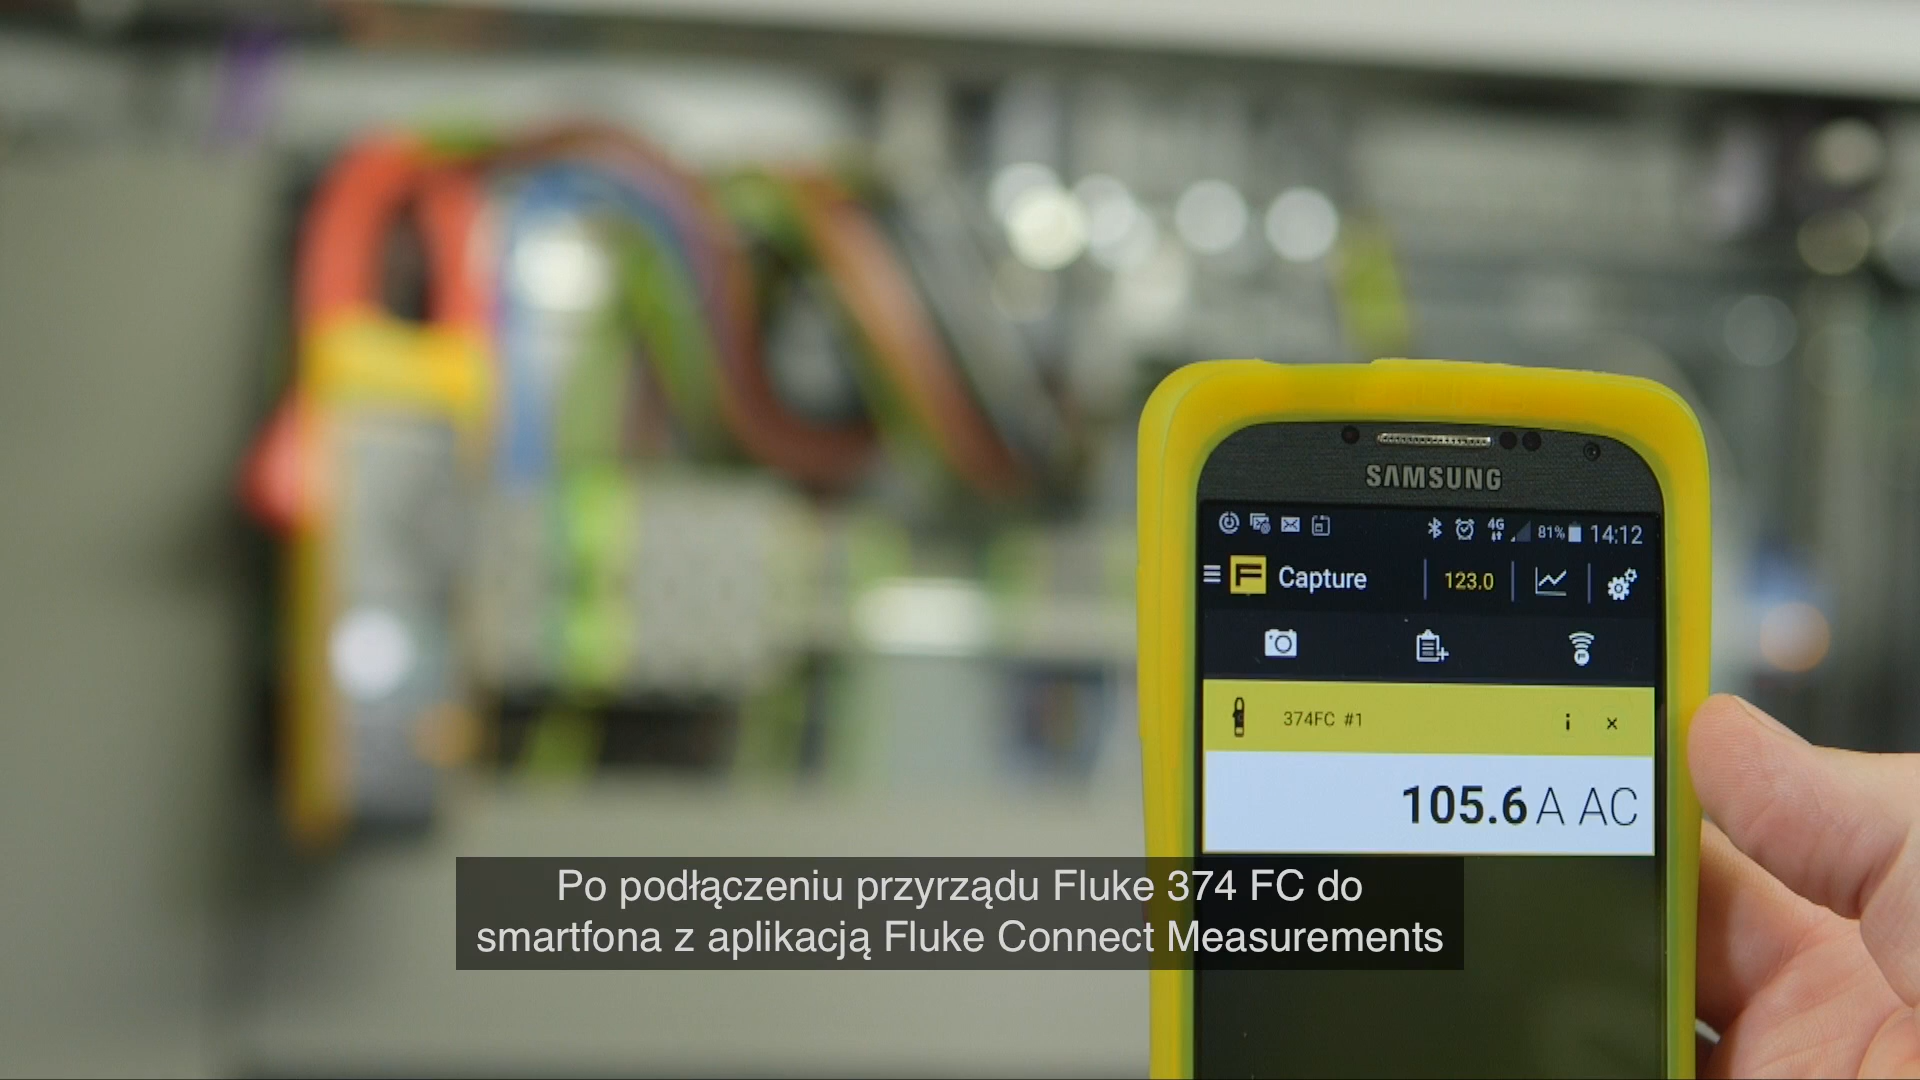 SAMSUNG
4G 81% 14:12
F Capture 123.0
374FC #1 i x
105.6 A AC
Po podłączeniu przyrządu Fluke 374 FC do
smartfona z aplikacją Fluke Connect Measurements